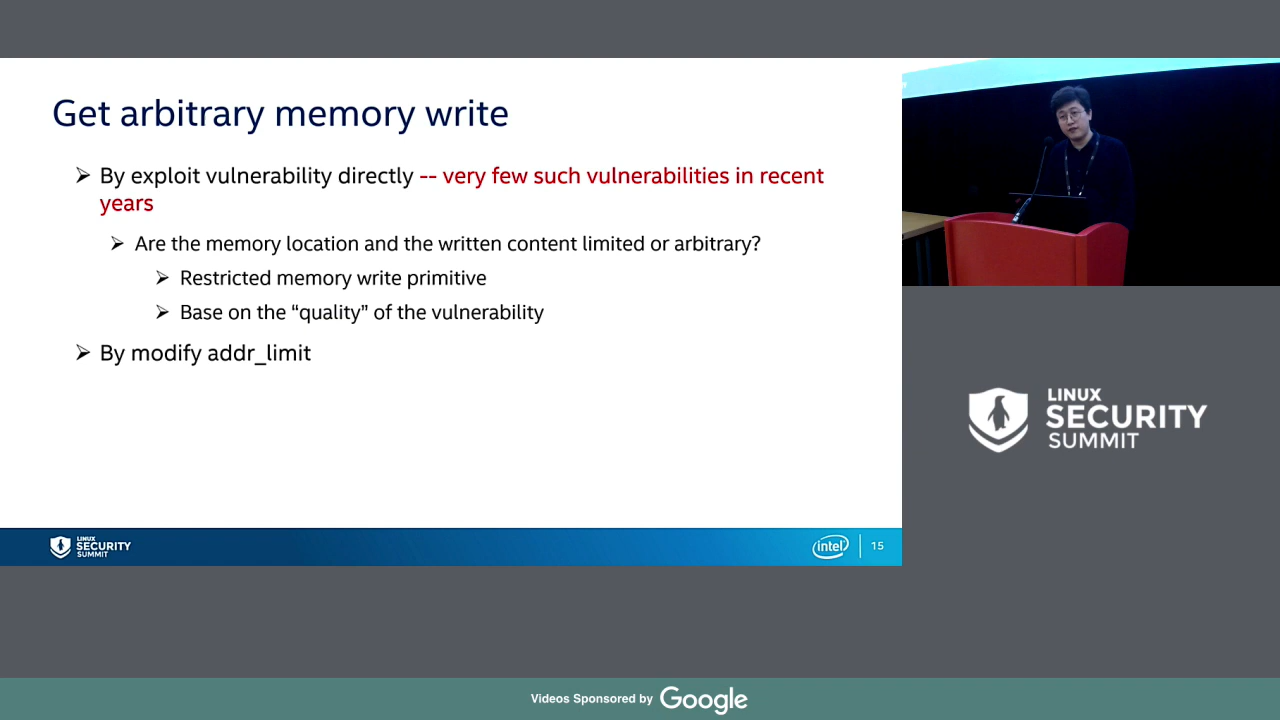 Get arbitrary memory write
➢ By exploit vulnerability directly -- very few such vulnerabilities in recent
years
➢ Are the memory location and the written content limited or arbitrary?
➢ Restricted memory write primitive
➢ Base on the “quality” of the vulnerability
➢ By modify addr_limit
LINUX
SECURITY
SUMMIT
intel
15
LINUX
SECURITY
SUMMIT
Videos Sponsored by Google